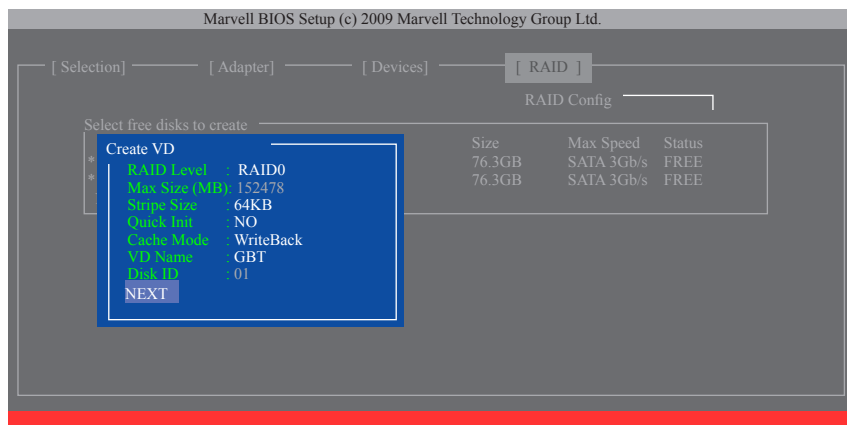 Marvell BIOS Setup (c) 2009 Marvell Technology Group Ltd.
[ Selection] [ Adapter] [ Devices] [ RAID ]
RAID Config
Select free disks to create
Size Max Speed Status
* 76.3GB SATA 3Gb/s FREE
* 76.3GB SATA 3Gb/s FREE
Create VD
RAID Level : RAID0
Max Size (MB): 152478
Stripe Size : 64KB
Quick Init : NO
Cache Mode : WriteBack
VD Name : GBT
Disk ID : 01
NEXT